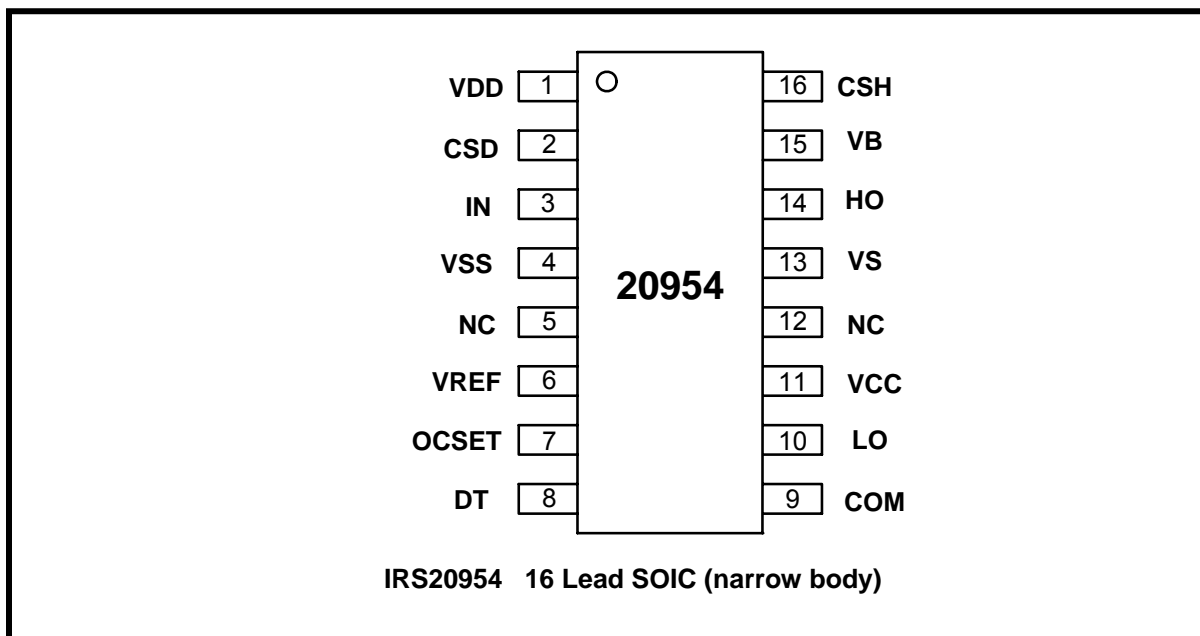 VDD 1 16 CSH
CSD 2 15 VB
IN 3 14 HO
VSS 4 13 VS
20954
NC 5 12 NC
VREF 6 11 VCC
OCSET 7 10 LO
DT 8 9 COM
IRS20954 16 Lead SOIC (narrow body)